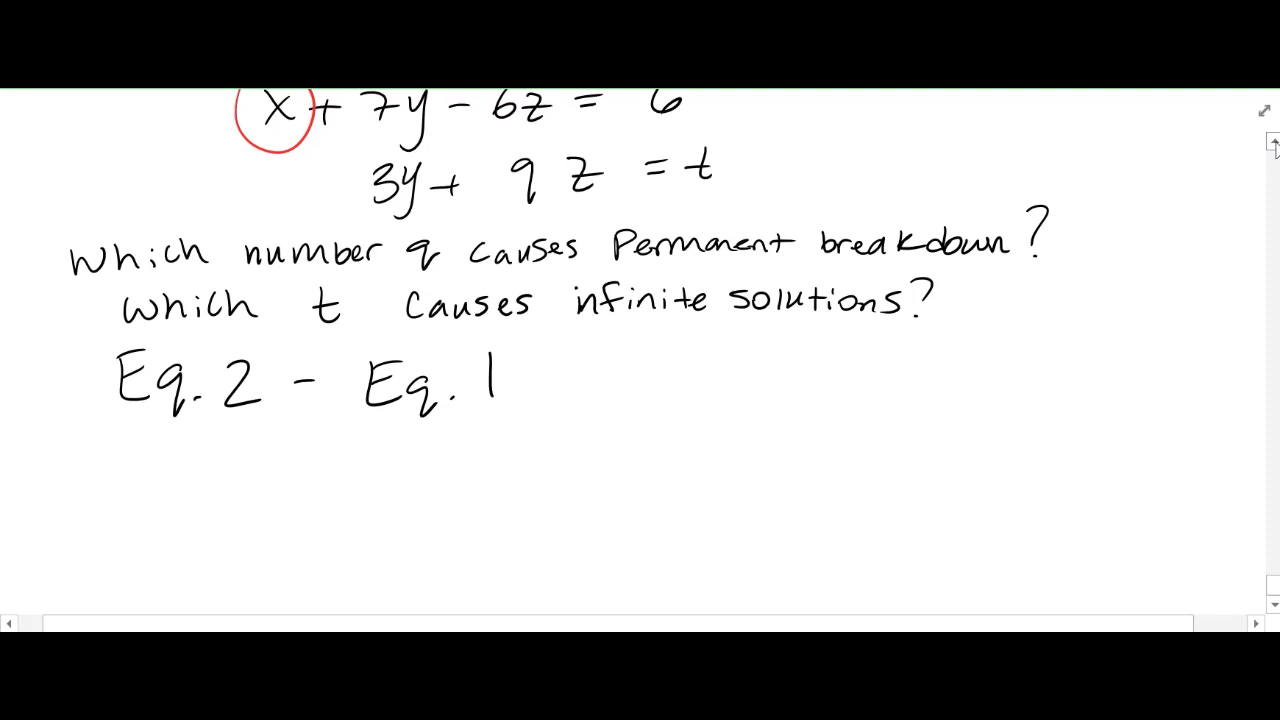 x + 7y - 6z = 6
3y + q z = t
Which number q causes Permanent breakdown?
Which t causes infinite solutions?
Eq. 2 - Eq. 1